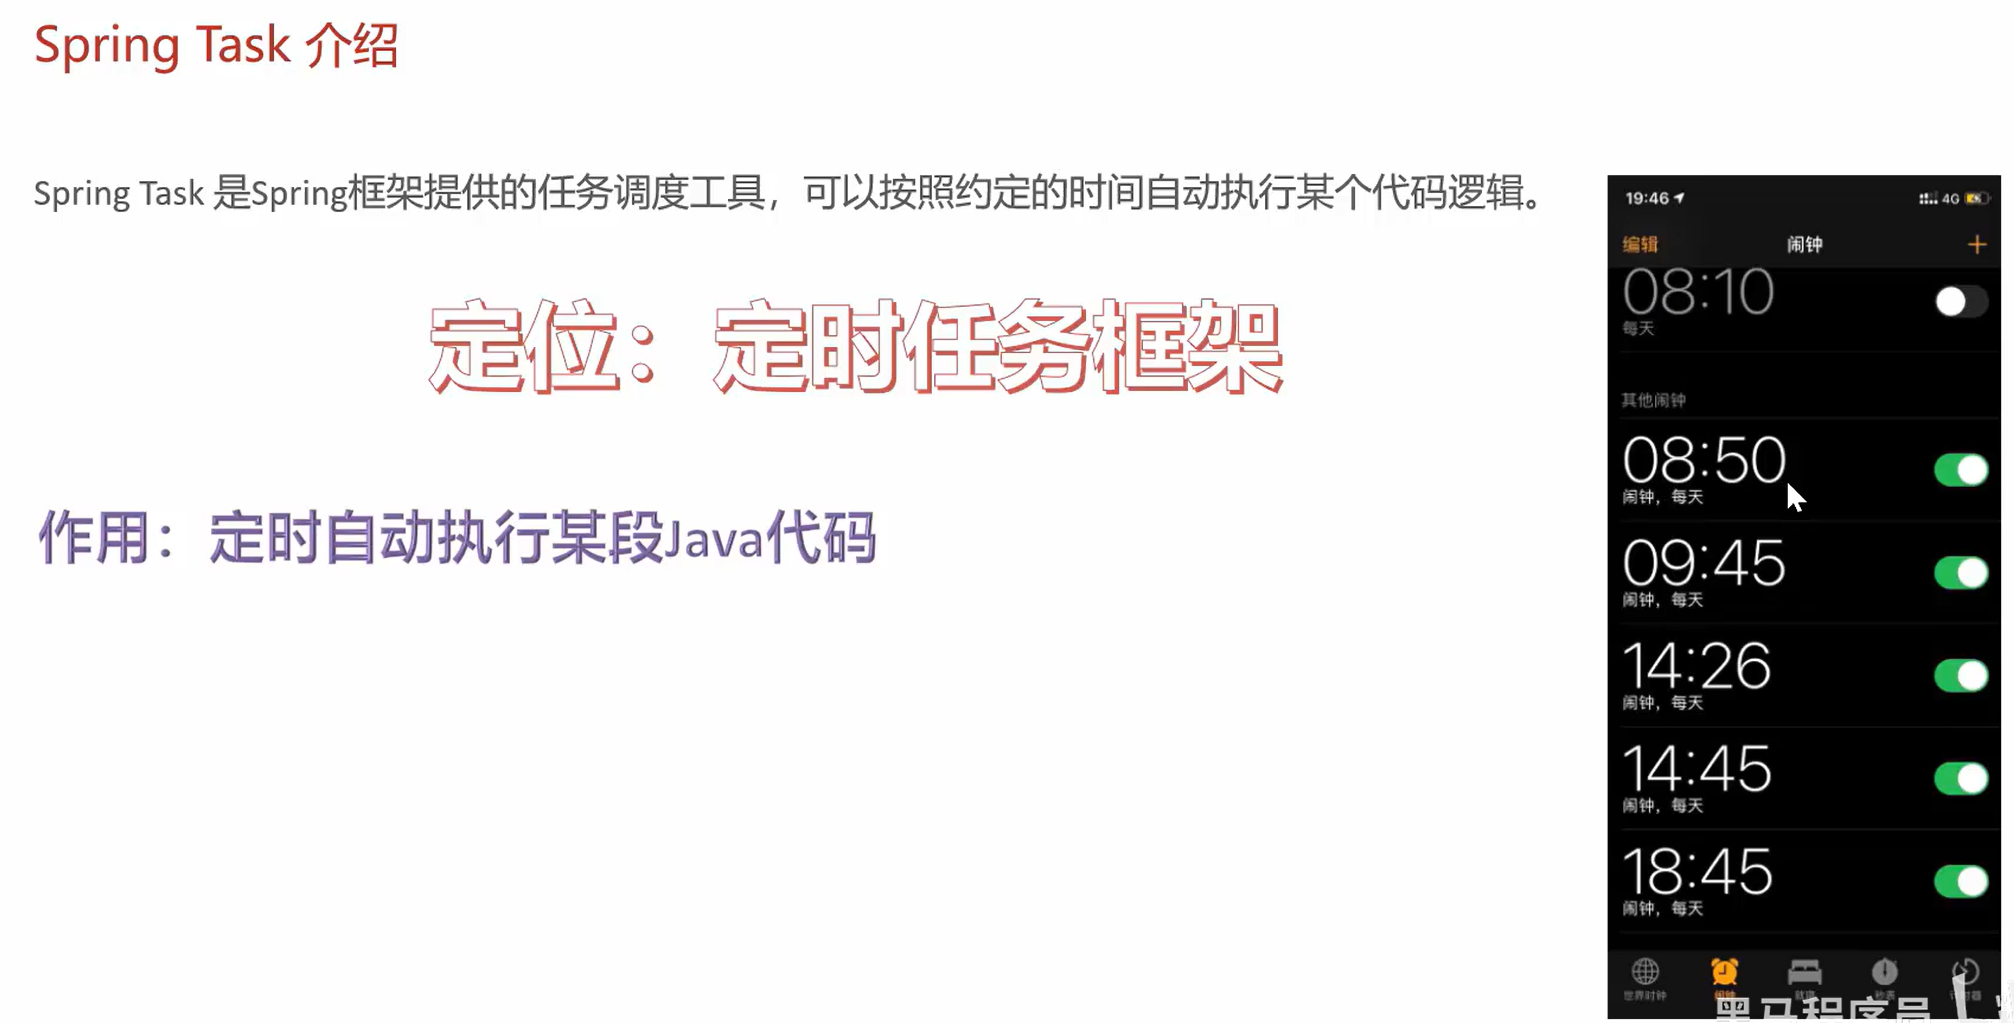 Spring Task 介绍
Spring Task 是Spring框架提供的任务调度工具，可以按照约定的时间自动执行某个代码逻辑。
定位：定时任务框架
作用：定时自动执行某段Java代码
19:46
4G
编辑
闹钟
+
08:10
每天
其他闹钟
08:50
闹钟，每天
09:45
闹钟，每天
14:26
闹钟，每天
14:45
闹钟，每天
18:45
闹钟，每天
世界时钟
闹钟
秒表
黑马程序员